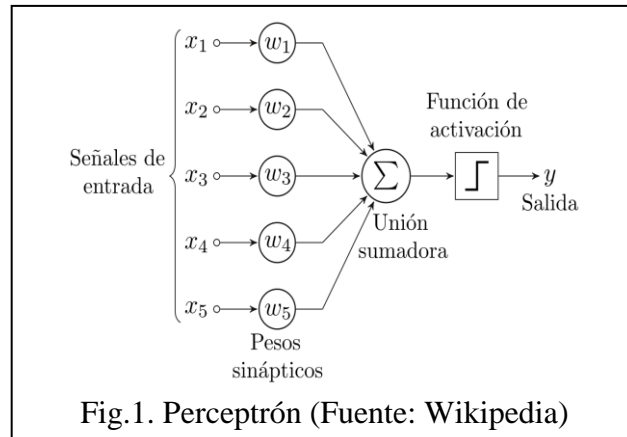 x₁ w₁
x₂ w₂
Función de
activación
Señales de
entrada
x₃ w₃ Σ y
Salida
Unión
sumadora
x₄ w₄
x₅ w₅
Pesos
sinápticos
Fig.1. Perceptrón (Fuente: Wikipedia)